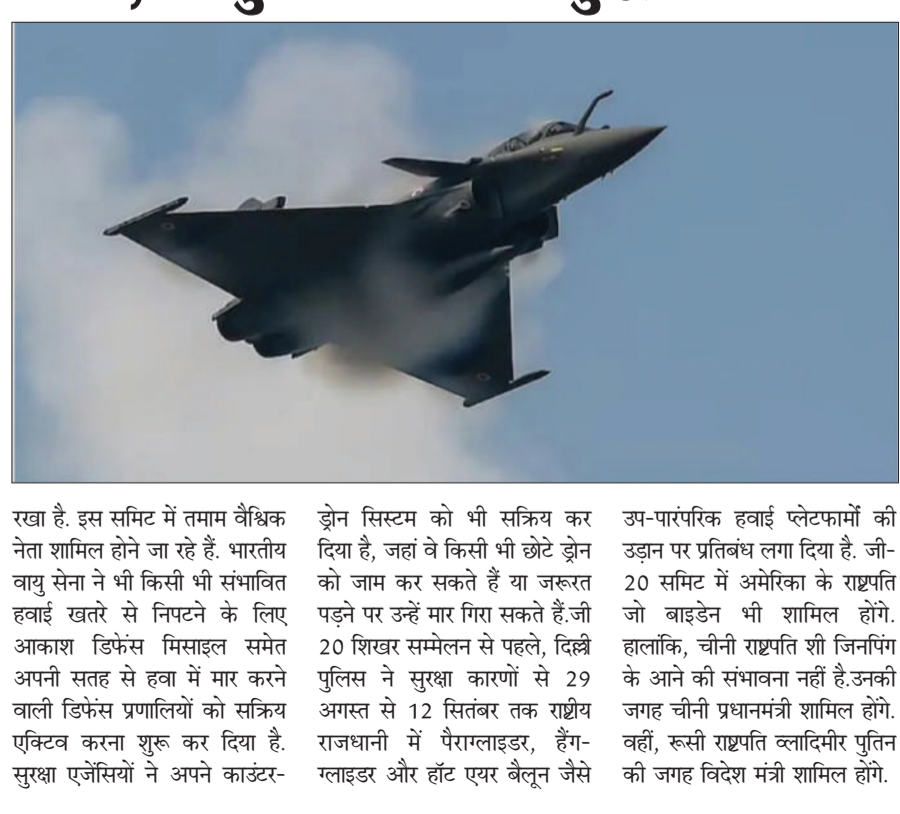 रखा है. इस समिट में तमाम वैश्विक
नेता शामिल होने जा रहे हैं. भारतीय
वायु सेना ने भी किसी भी संभावित
हवाई खतरे से निपटने के लिए
आकाश डिफेंस मिसाइल समेत
अपनी सतह से हवा में मार करने
वाली डिफेंस प्रणालियों को सक्रिय
एक्टिव करना शुरू कर दिया है.
सुरक्षा एजेंसियों ने अपने काउंटर-
ड्रोन सिस्टम को भी सक्रिय कर
दिया है, जहां वे किसी भी छोटे ड्रोन
को जाम कर सकते हैं या जरूरत
पड़ने पर उन्हें मार गिरा सकते हैं.जी
20 शिखर सम्मेलन से पहले, दिल्ली
पुलिस ने सुरक्षा कारणों से 29
अगस्त से 12 सितंबर तक राष्ट्रीय
राजधानी में पैराग्लाइडर, हैंग-
ग्लाइडर और हॉट एयर बैलून जैसे
उप-पारंपरिक हवाई प्लेटफार्मों की
उड़ान पर प्रतिबंध लगा दिया है. जी-
20 समिट में अमेरिका के राष्ट्रपति
जो बाइडेन भी शामिल होंगे.
हालांकि, चीनी राष्ट्रपति शी जिनपिंग
के आने की संभावना नहीं है.उनकी
जगह चीनी प्रधानमंत्री शामिल होंगे.
वहीं, रूसी राष्ट्रपति व्लादिमीर पुतिन
की जगह विदेश मंत्री शामिल होंगे.